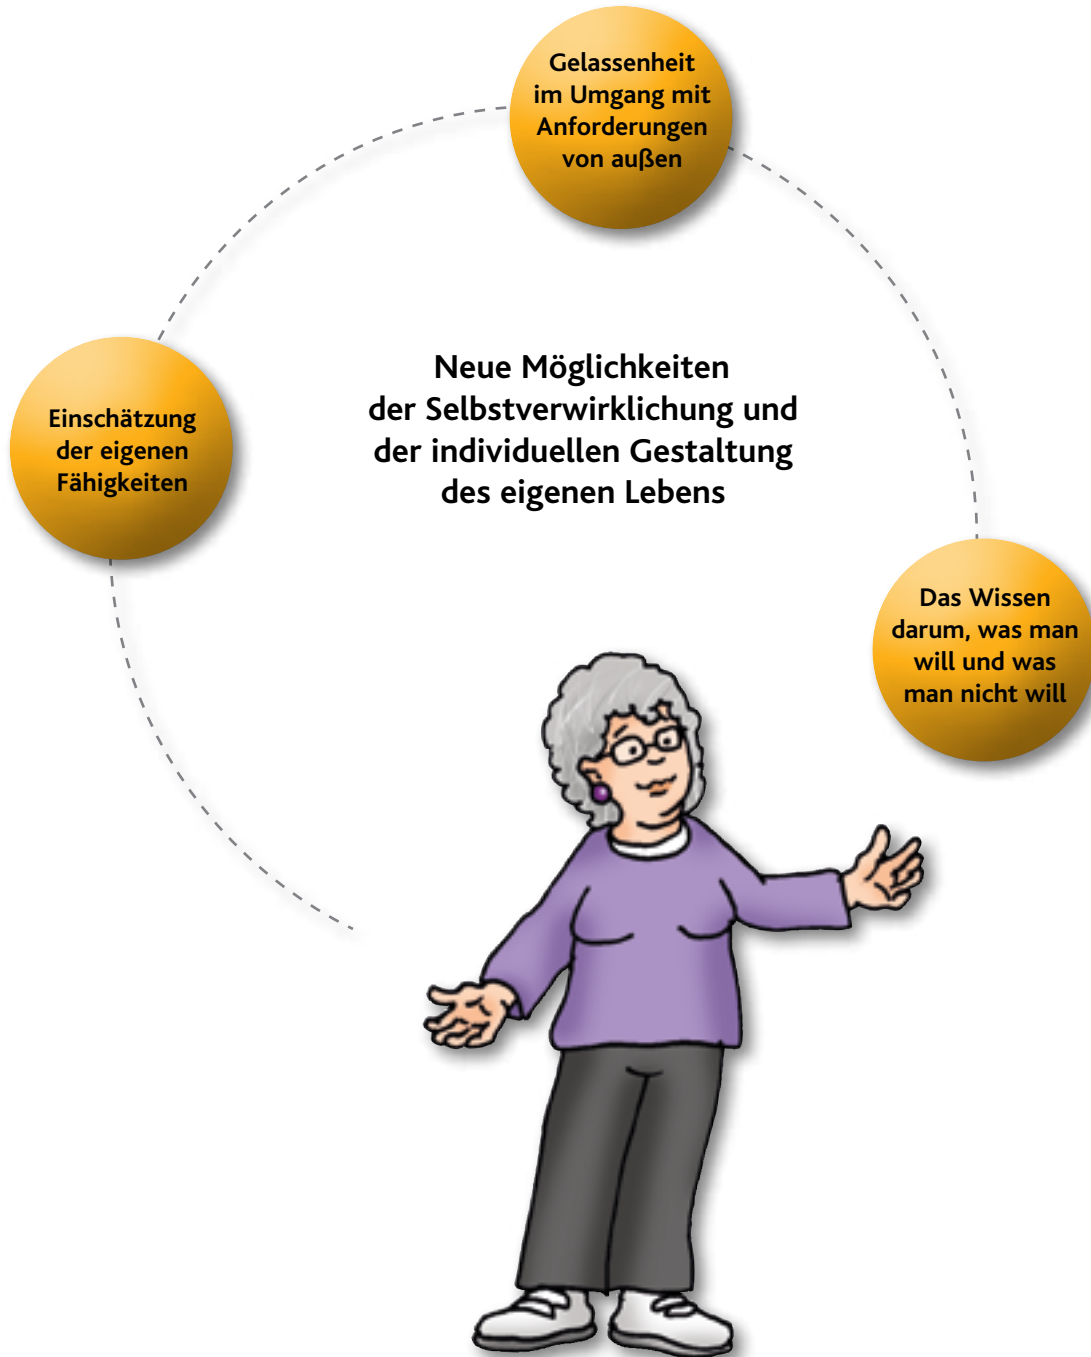 Gelassenheit
im Umgang mit
Anforderungen
von außen
Neue Möglichkeiten
der Selbstverwirklichung und
der individuellen Gestaltung
des eigenen Lebens
Einschätzung
der eigenen
Fähigkeiten
Das Wissen
darum, was man
will und was
man nicht will